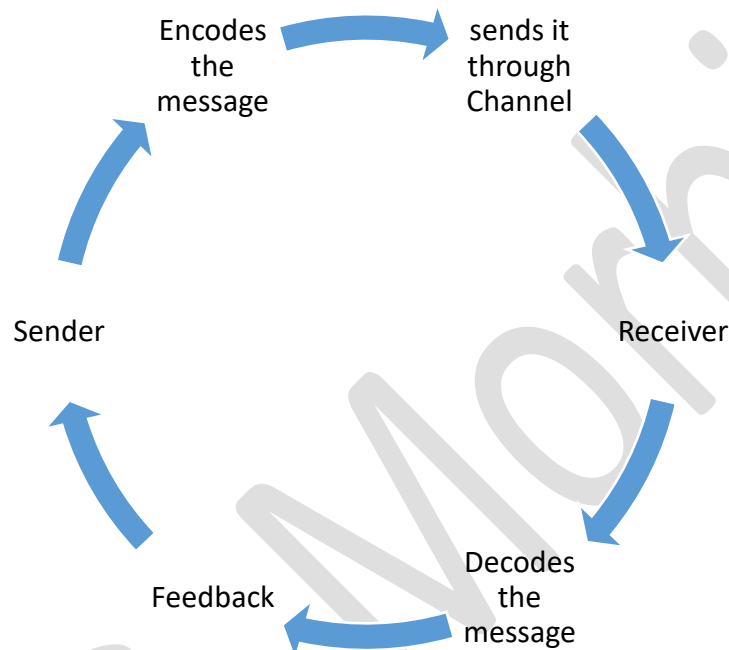 Encodes
the
message
sends it
through
Channel
Receiver
Decodes
the
message
Feedback
Sender